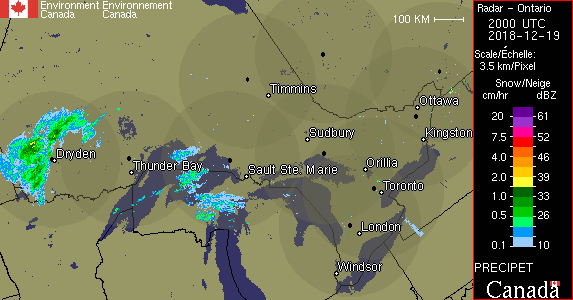 Environment Environnement
Canada Canada
100 KM
Timmins
Ottawa
Sudbury
Kingston
Dryden
Thunder Bay
Sault Ste. Marie
Orillia
Toronto
London
Windsor
Radar - Ontario
2000 UTC
2018-12-19
Scale/Échelle:
3.5 km/Pixel
Snow/Neige
cm/hr dBZ
20 61
7.5 57
5.0 52
4.0 46
2.0 39
1.0 33
0.5 26
0.1 10
PRECIPET
Canada